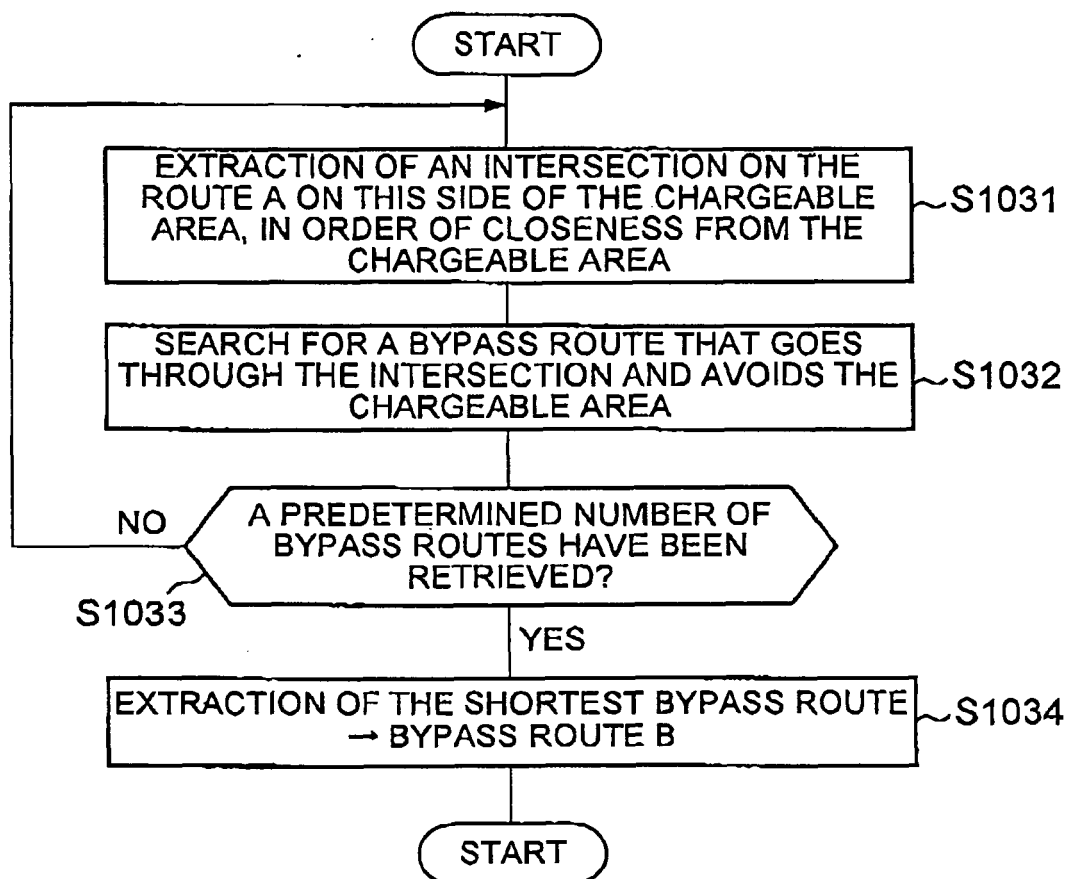 START
EXTRACTION OF AN INTERSECTION ON THE
ROUTE A ON THIS SIDE OF THE CHARGEABLE
AREA, IN ORDER OF CLOSENESS FROM THE
CHARGEABLE AREA
S1031
SEARCH FOR A BYPASS ROUTE THAT GOES
THROUGH THE INTERSECTION AND AVOIDS THE
CHARGEABLE AREA
S1032
NO
A PREDETERMINED NUMBER OF
BYPASS ROUTES HAVE BEEN
RETRIEVED?
S1033
YES
EXTRACTION OF THE SHORTEST BYPASS ROUTE
→ BYPASS ROUTE B
S1034
START